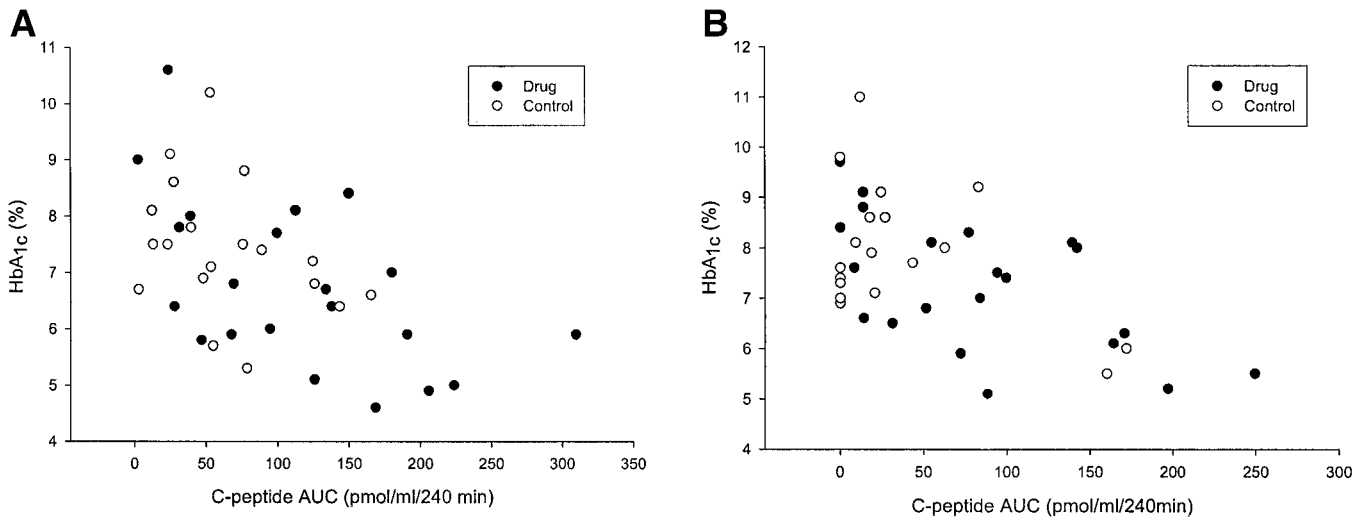 A
HbA1c (%)
11
10
9
8
7
6
5
4
Drug
Control
0 50 100 150 200 250 300 350
C-peptide AUC (pmol/ml/240 min)
B
HbA1c (%)
12
11
10
9
8
7
6
5
4
Drug
Control
0 50 100 150 200 250 300
C-peptide AUC (pmol/ml/240min)